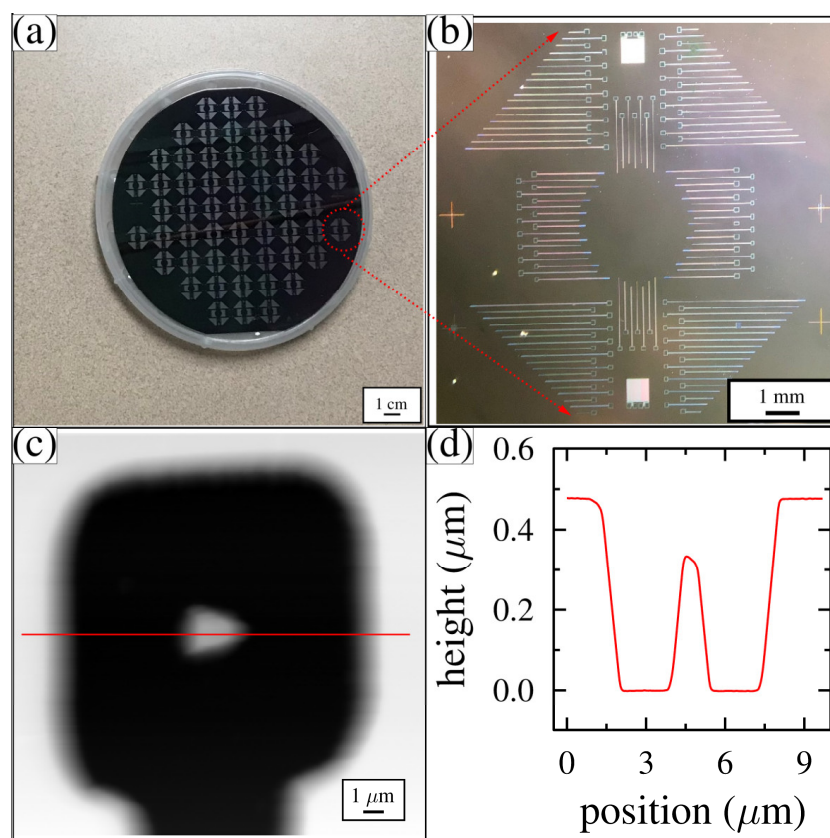 (a)
1 cm
(b)
1 mm
(c)
1 μm
(d)
0.6
0.4
0.2
0.0
height (μm)
0 3 6 9
position (μm)